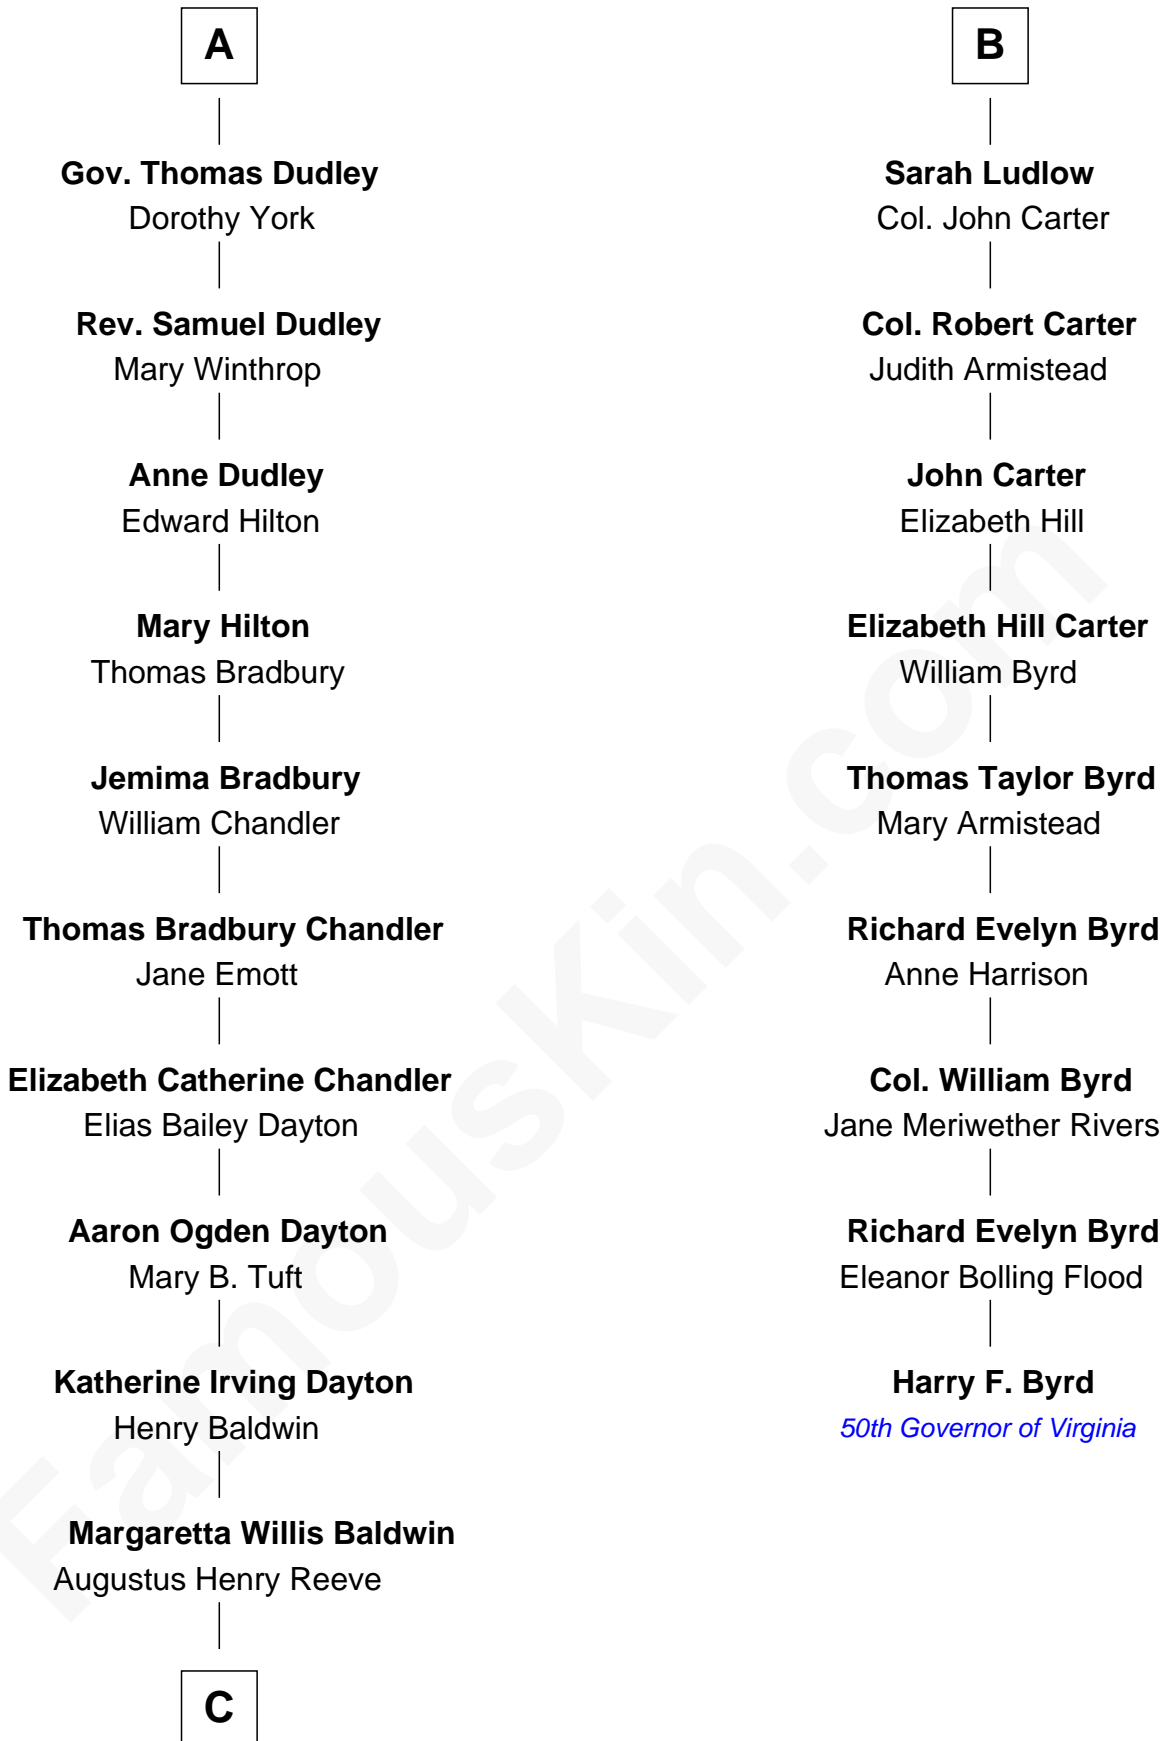 A
Gov. Thomas Dudley
Dorothy York
Rev. Samuel Dudley
Mary Winthrop
Anne Dudley
Edward Hilton
Mary Hilton
Thomas Bradbury
Jemima Bradbury
William Chandler
Thomas Bradbury Chandler
Jane Emott
Elizabeth Catherine Chandler
Elias Bailey Dayton
Aaron Ogden Dayton
Mary B. Tuft
Katherine Irving Dayton
Henry Baldwin
Margaretta Willis Baldwin
Augustus Henry Reeve
C
B
Sarah Ludlow
Col. John Carter
Col. Robert Carter
Judith Armistead
John Carter
Elizabeth Hill
Elizabeth Hill Carter
William Byrd
Thomas Taylor Byrd
Mary Armistead
Richard Evelyn Byrd
Anne Harrison
Col. William Byrd
Jane Meriwether Rivers
Richard Evelyn Byrd
Eleanor Bolling Flood
Harry F. Byrd
50th Governor of Virginia
FamousKin.com